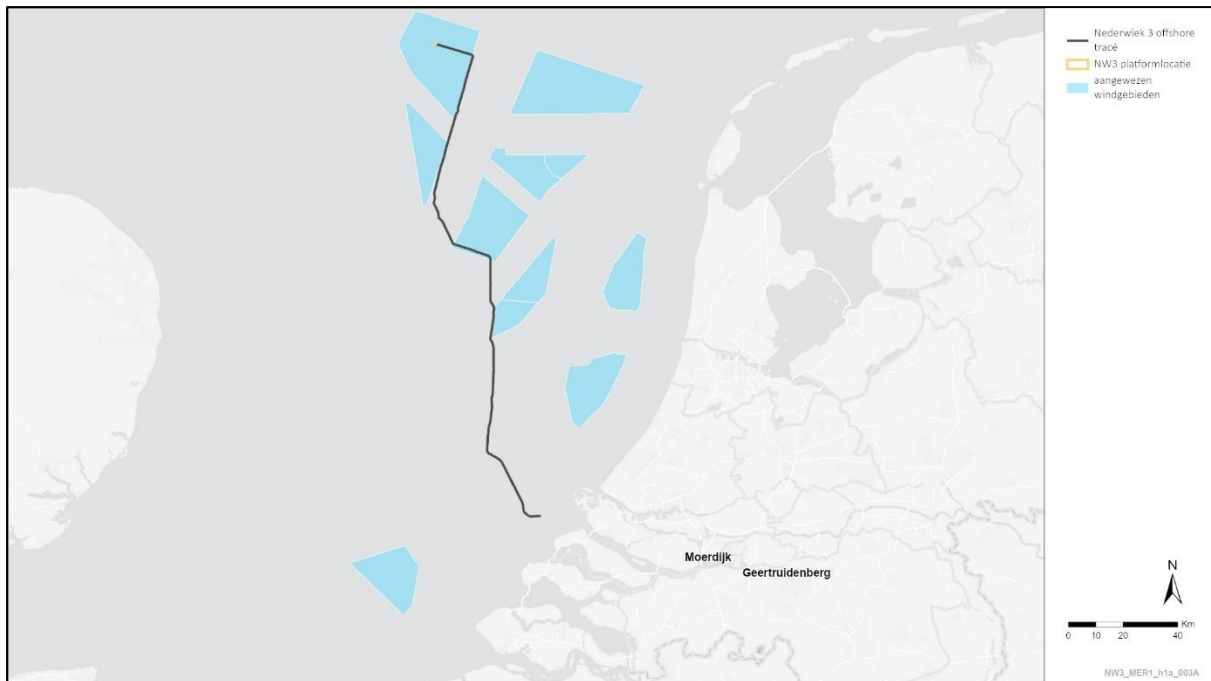 Nederwiek 3 offshore
tracé
NW3 platformlocatie
aangewezen
windgebieden
Moerdijk
Geertruidenberg
N
Km
0 10 20 40
NW3_MER1_h1a_003A